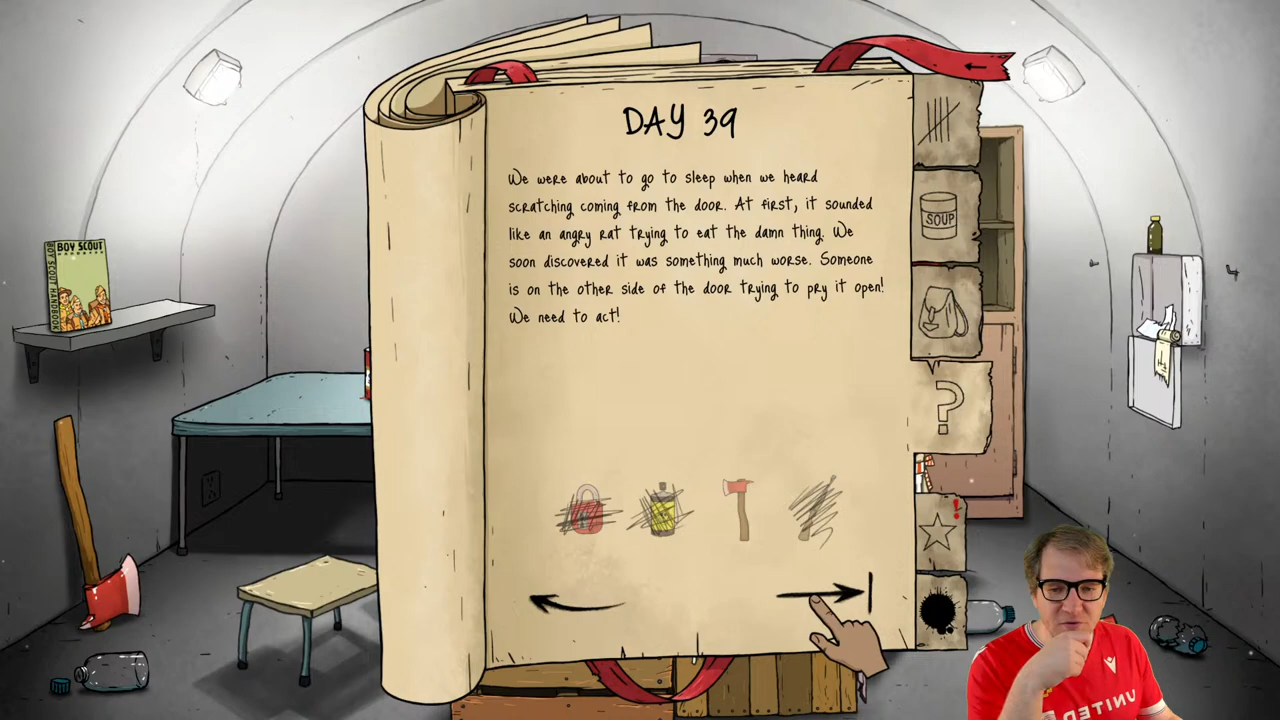 DAY 39
We were about to go to sleep when we heard
scratching coming from the door. At first, it sounded
like an angry rat trying to eat the damn thing. We
soon discovered it was something much worse. Someone
is on the other side of the door trying to pry it open!
We need to act!
SOUP
?
!
BOY SCOUT
BOY SCOUT HANDBOOK
UNITED